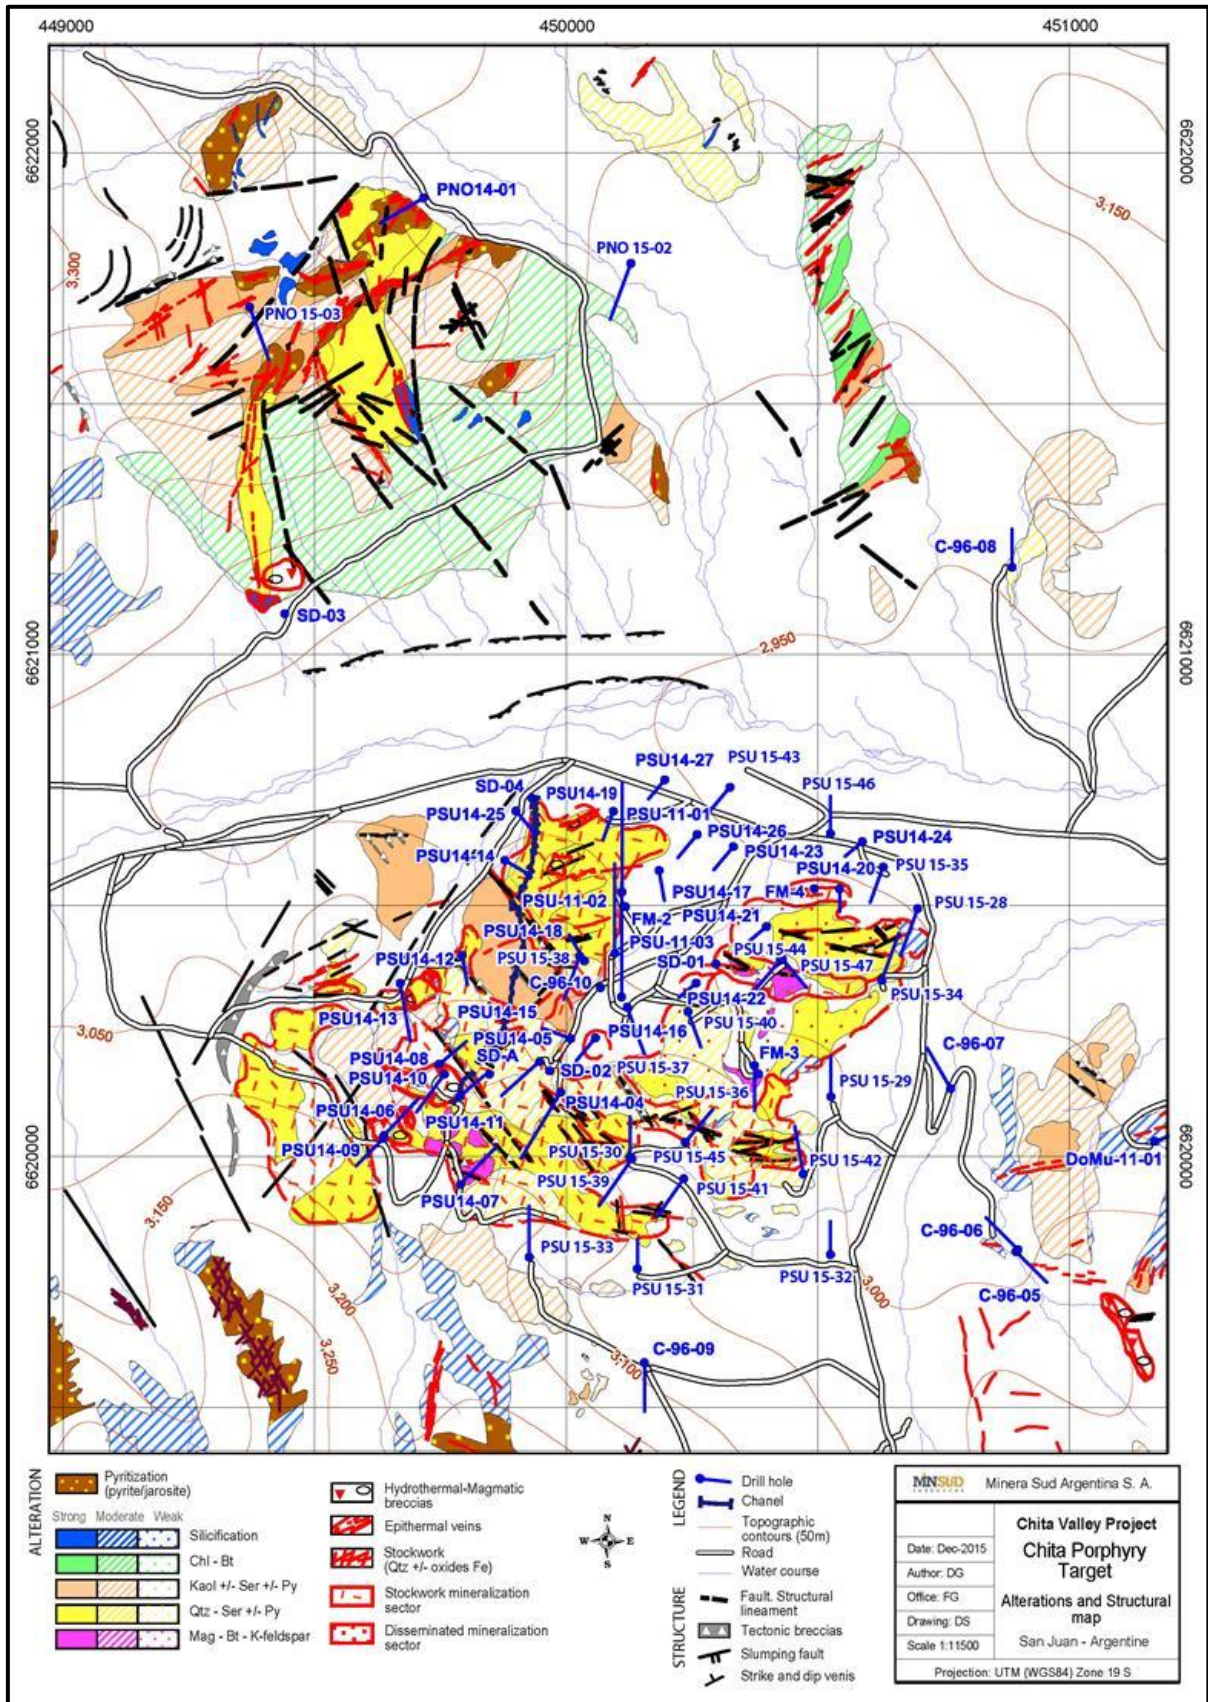 449000
450000
451000
6622000
6622000
PNO14-01
3,150
PNO 15-02
3,300
PNO 15-03
C-96-08
SD-03
6621000
2,950
6621000
PSU14-27
PSU 15-43
SD-04
PSU14-19
PSU 15-46
PSU14-25
PSU-11-01
PSU14-26
PSU14-24
PSU14-23
PSU14-14
PSU14-20
PSU 15-35
PSU14-17
FM-4
PSU-11-02
PSU 15-28
FM-2
PSU14-21
PSU14-18
PSU-11-03
PSU 15-44
PSU14-12
PSU 15-38
SD-01
PSU 15-47
C-96-10
PSU 15-34
PSU14-22
PSU14-13
PSU14-15
PSU 15-40
3,050
PSU14-16
PSU14-05
C-96-07
PSU14-08
SD-A
FM-3
PSU14-10
SD-02
PSU 15-37
PSU 15-29
PSU 15-36
PSU14-04
PSU14-06
PSU14-11
6620000
PSU14-09
PSU 15-30
PSU 15-45
PSU 15-42
DoMu-11-01
6620000
PSU 15-39
PSU 15-41
PSU14-07
3,150
C-96-06
PSU 15-33
PSU 15-32
PSU 15-31
3,000
C-96-05
3,200
3,250
3,100
C-96-09
ALTERATION
Pyritization
(pyrite/jarosite)
Strong Moderate Weak
Silicification
Chl - Bt
Kaol +/- Ser +/- Py
Qtz - Ser +/- Py
Mag - Bt - K-feldspar
Hydrothermal-Magmatic
breccias
Epithermal veins
Stockwork
(Qtz +/- oxides Fe)
Stockwork mineralization
sector
Disseminated mineralization
sector
N
W E
S
LEGEND
Drill hole
Chanel
Topographic
contours (50m)
Road
Water course
STRUCTURE
Fault. Structural
lineament
Tectonic breccias
Slumping fault
Strike and dip venis
MINSUD
Minera Sud Argentina S. A.
Date: Dec-2015
Author: DG
Office: FG
Drawing: DS
Scale 1:11500
Chita Valley Project
Chita Porphyry
Target
Alterations and Structural
map
San Juan - Argentine
Projection: UTM (WGS84) Zone 19 S